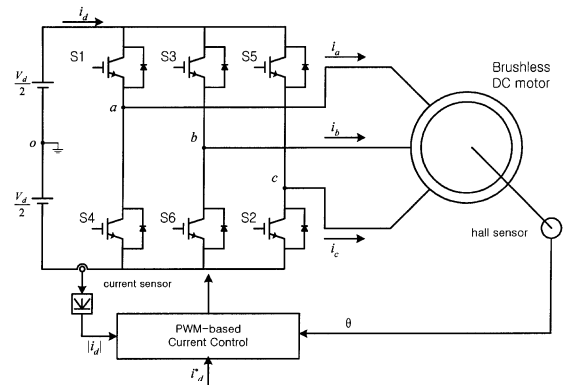 i_d
S1
S3
S5
i_a
Brushless
DC motor
V_d
2
a
o
b
i_b
c
V_d
2
S4
S6
S2
hall sensor
i_c
current sensor
PWM-based
Current Control
θ
|i_d|
i*_d